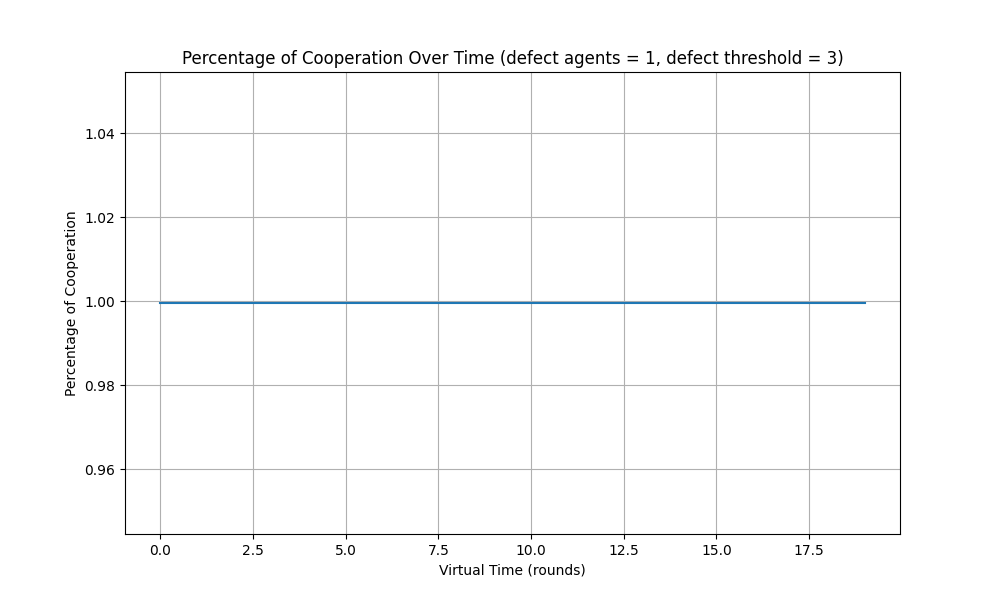 Percentage of Cooperation Over Time (defect agents = 1, defect threshold = 3)
Percentage of Cooperation
1.04
1.02
1.00
0.98
0.96
0.0 2.5 5.0 7.5 10.0 12.5 15.0 17.5
Virtual Time (rounds)